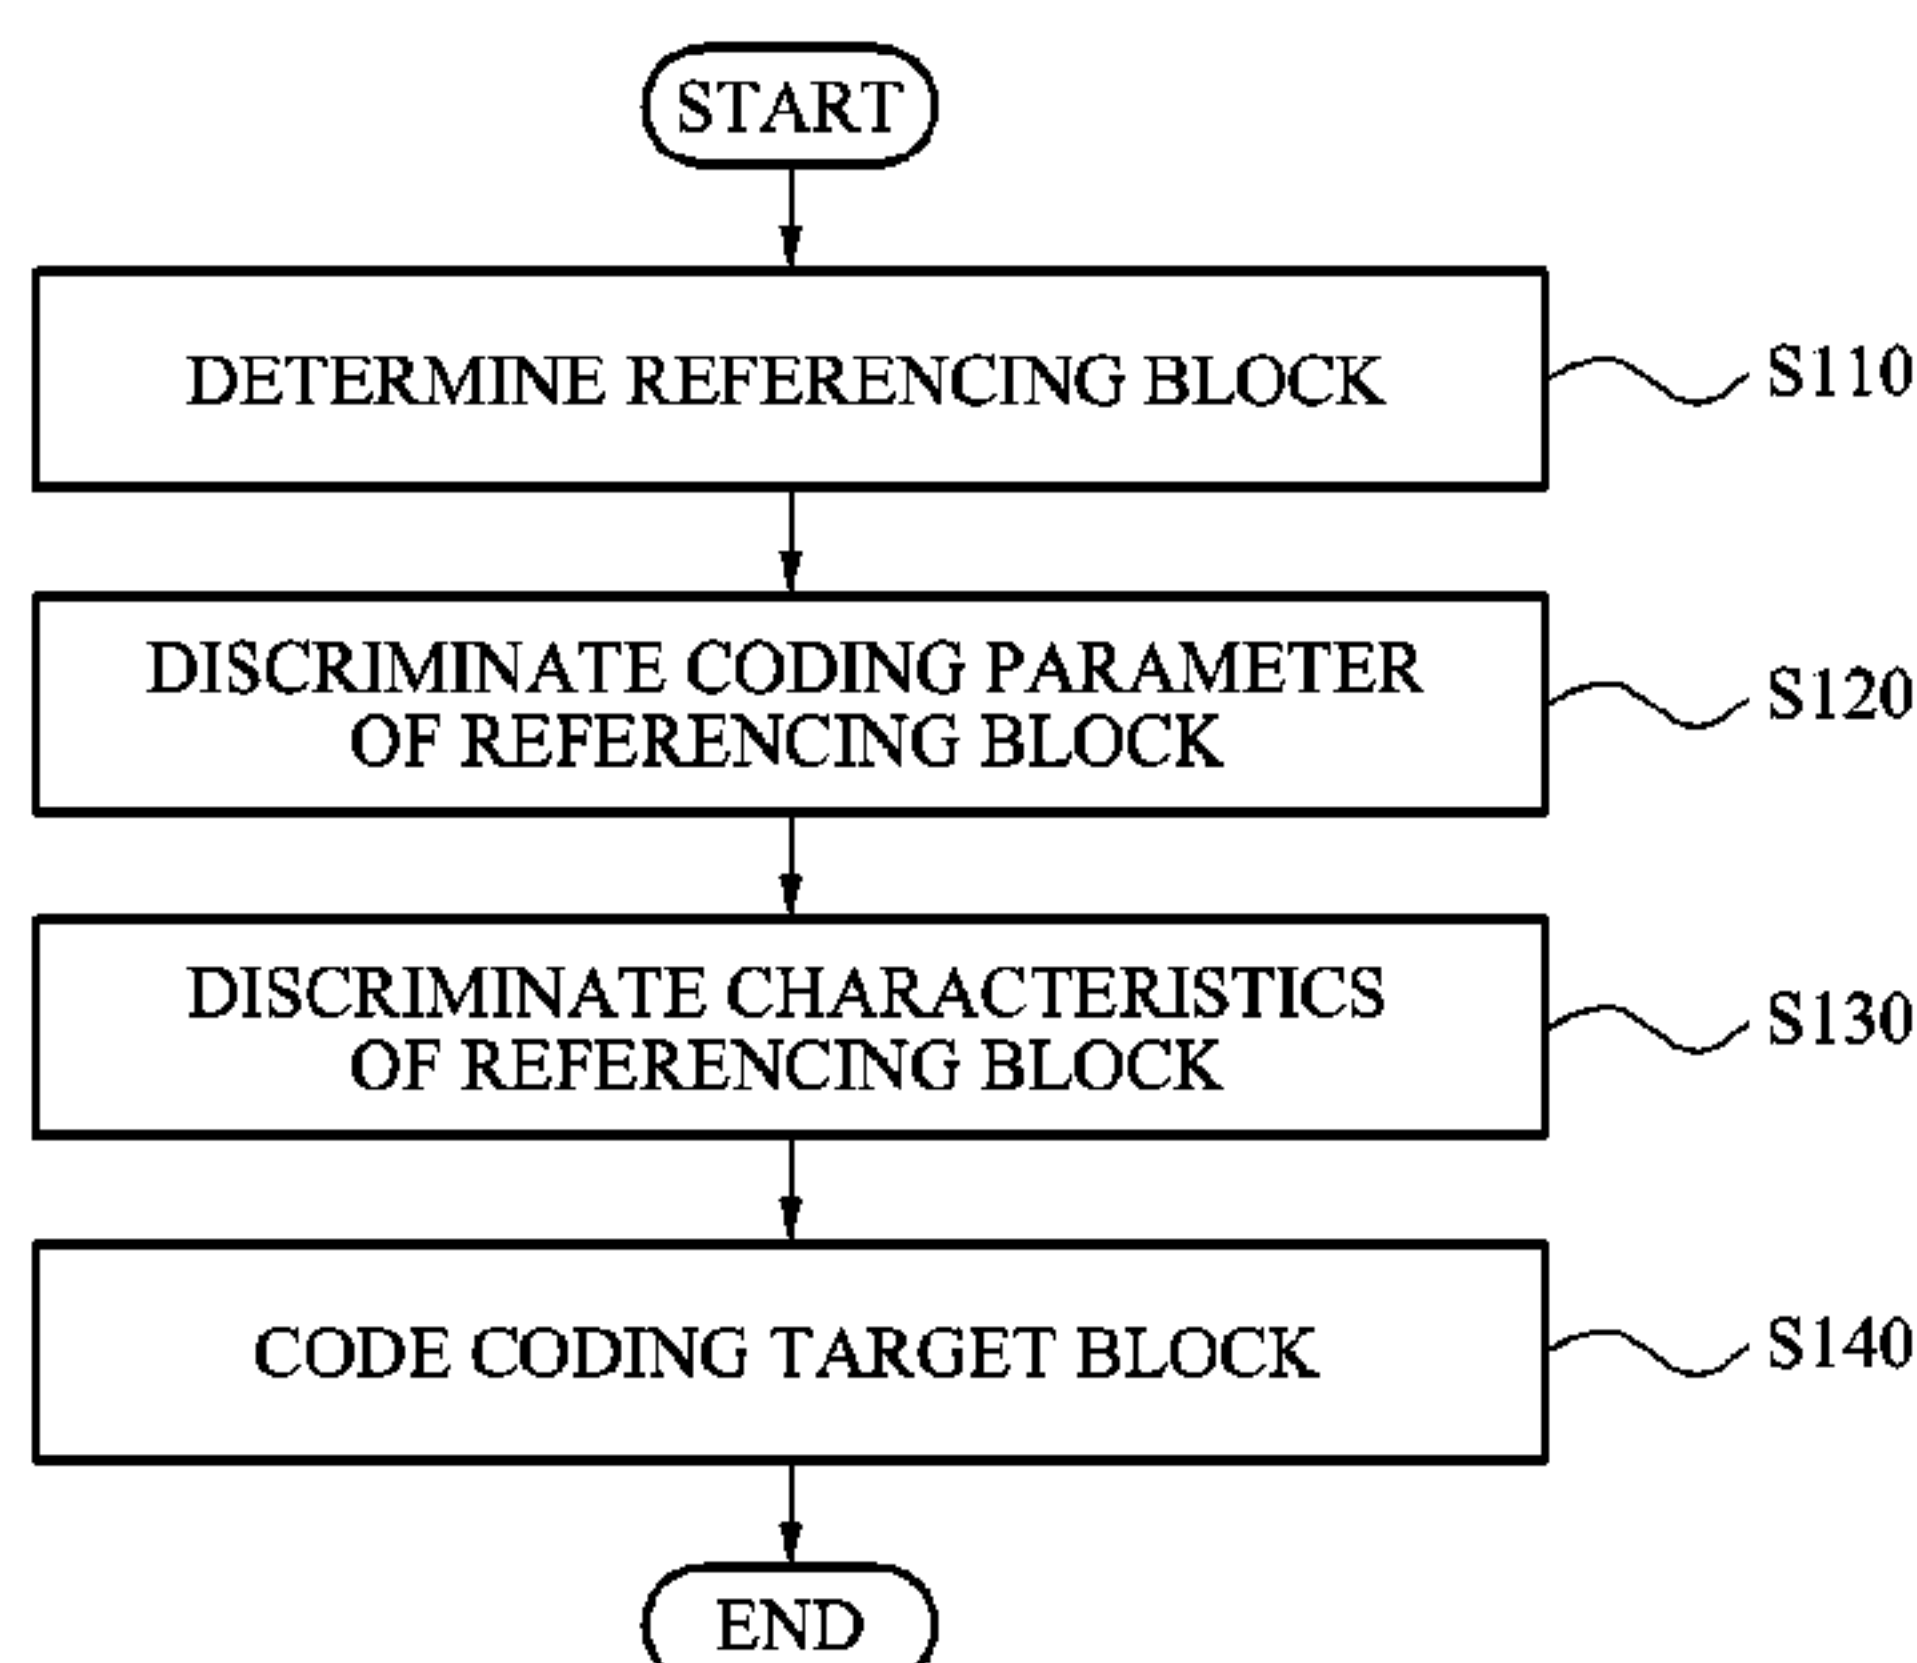 START
DETERMINE REFERENCING BLOCK
S110
DISCRIMINATE CODING PARAMETER
OF REFERENCING BLOCK
S120
DISCRIMINATE CHARACTERISTICS
OF REFERENCING BLOCK
S130
CODE CODING TARGET BLOCK
S140
END